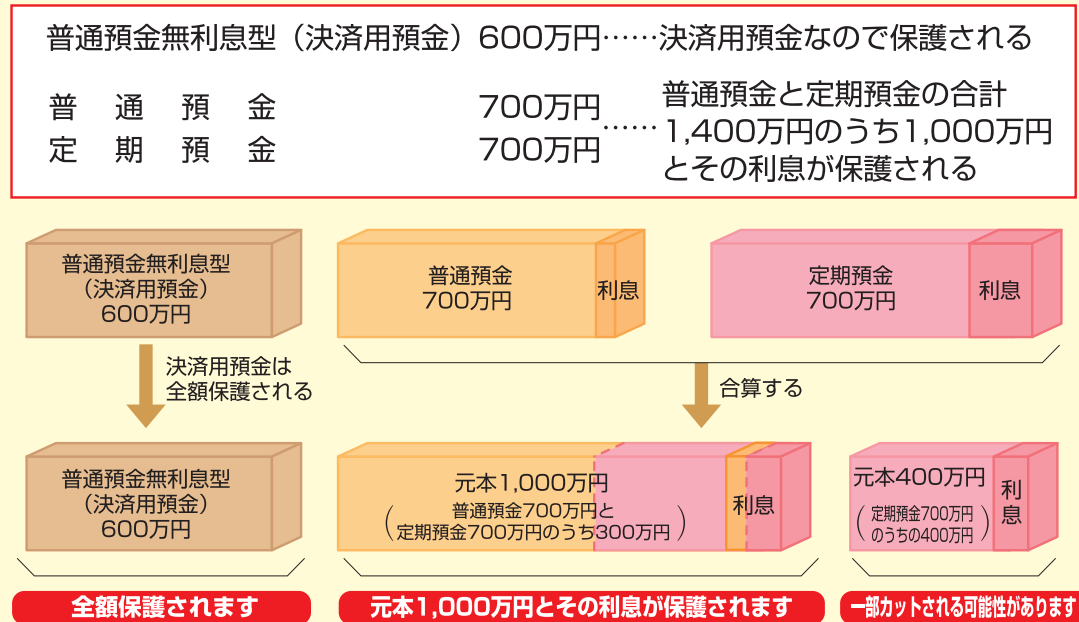 普通預金無利息型（決済用預金）600万円……決済用預金なので保護される
普通預金 700万円
定期預金 700万円
……
普通預金と定期預金の合計
1,400万円のうち1,000万円
とその利息が保護される
普通預金無利息型
（決済用預金）
600万円
普通預金
700万円
利息
定期預金
700万円
利息
決済用預金は
全額保護される
合算する
普通預金無利息型
（決済用預金）
600万円
元本1,000万円
（普通預金700万円と
定期預金700万円のうち300万円）
利息
元本400万円
（定期預金700万円
のうちの400万円）
利息
全額保護されます
元本1,000万円とその利息が保護されます
一部カットされる可能性があります